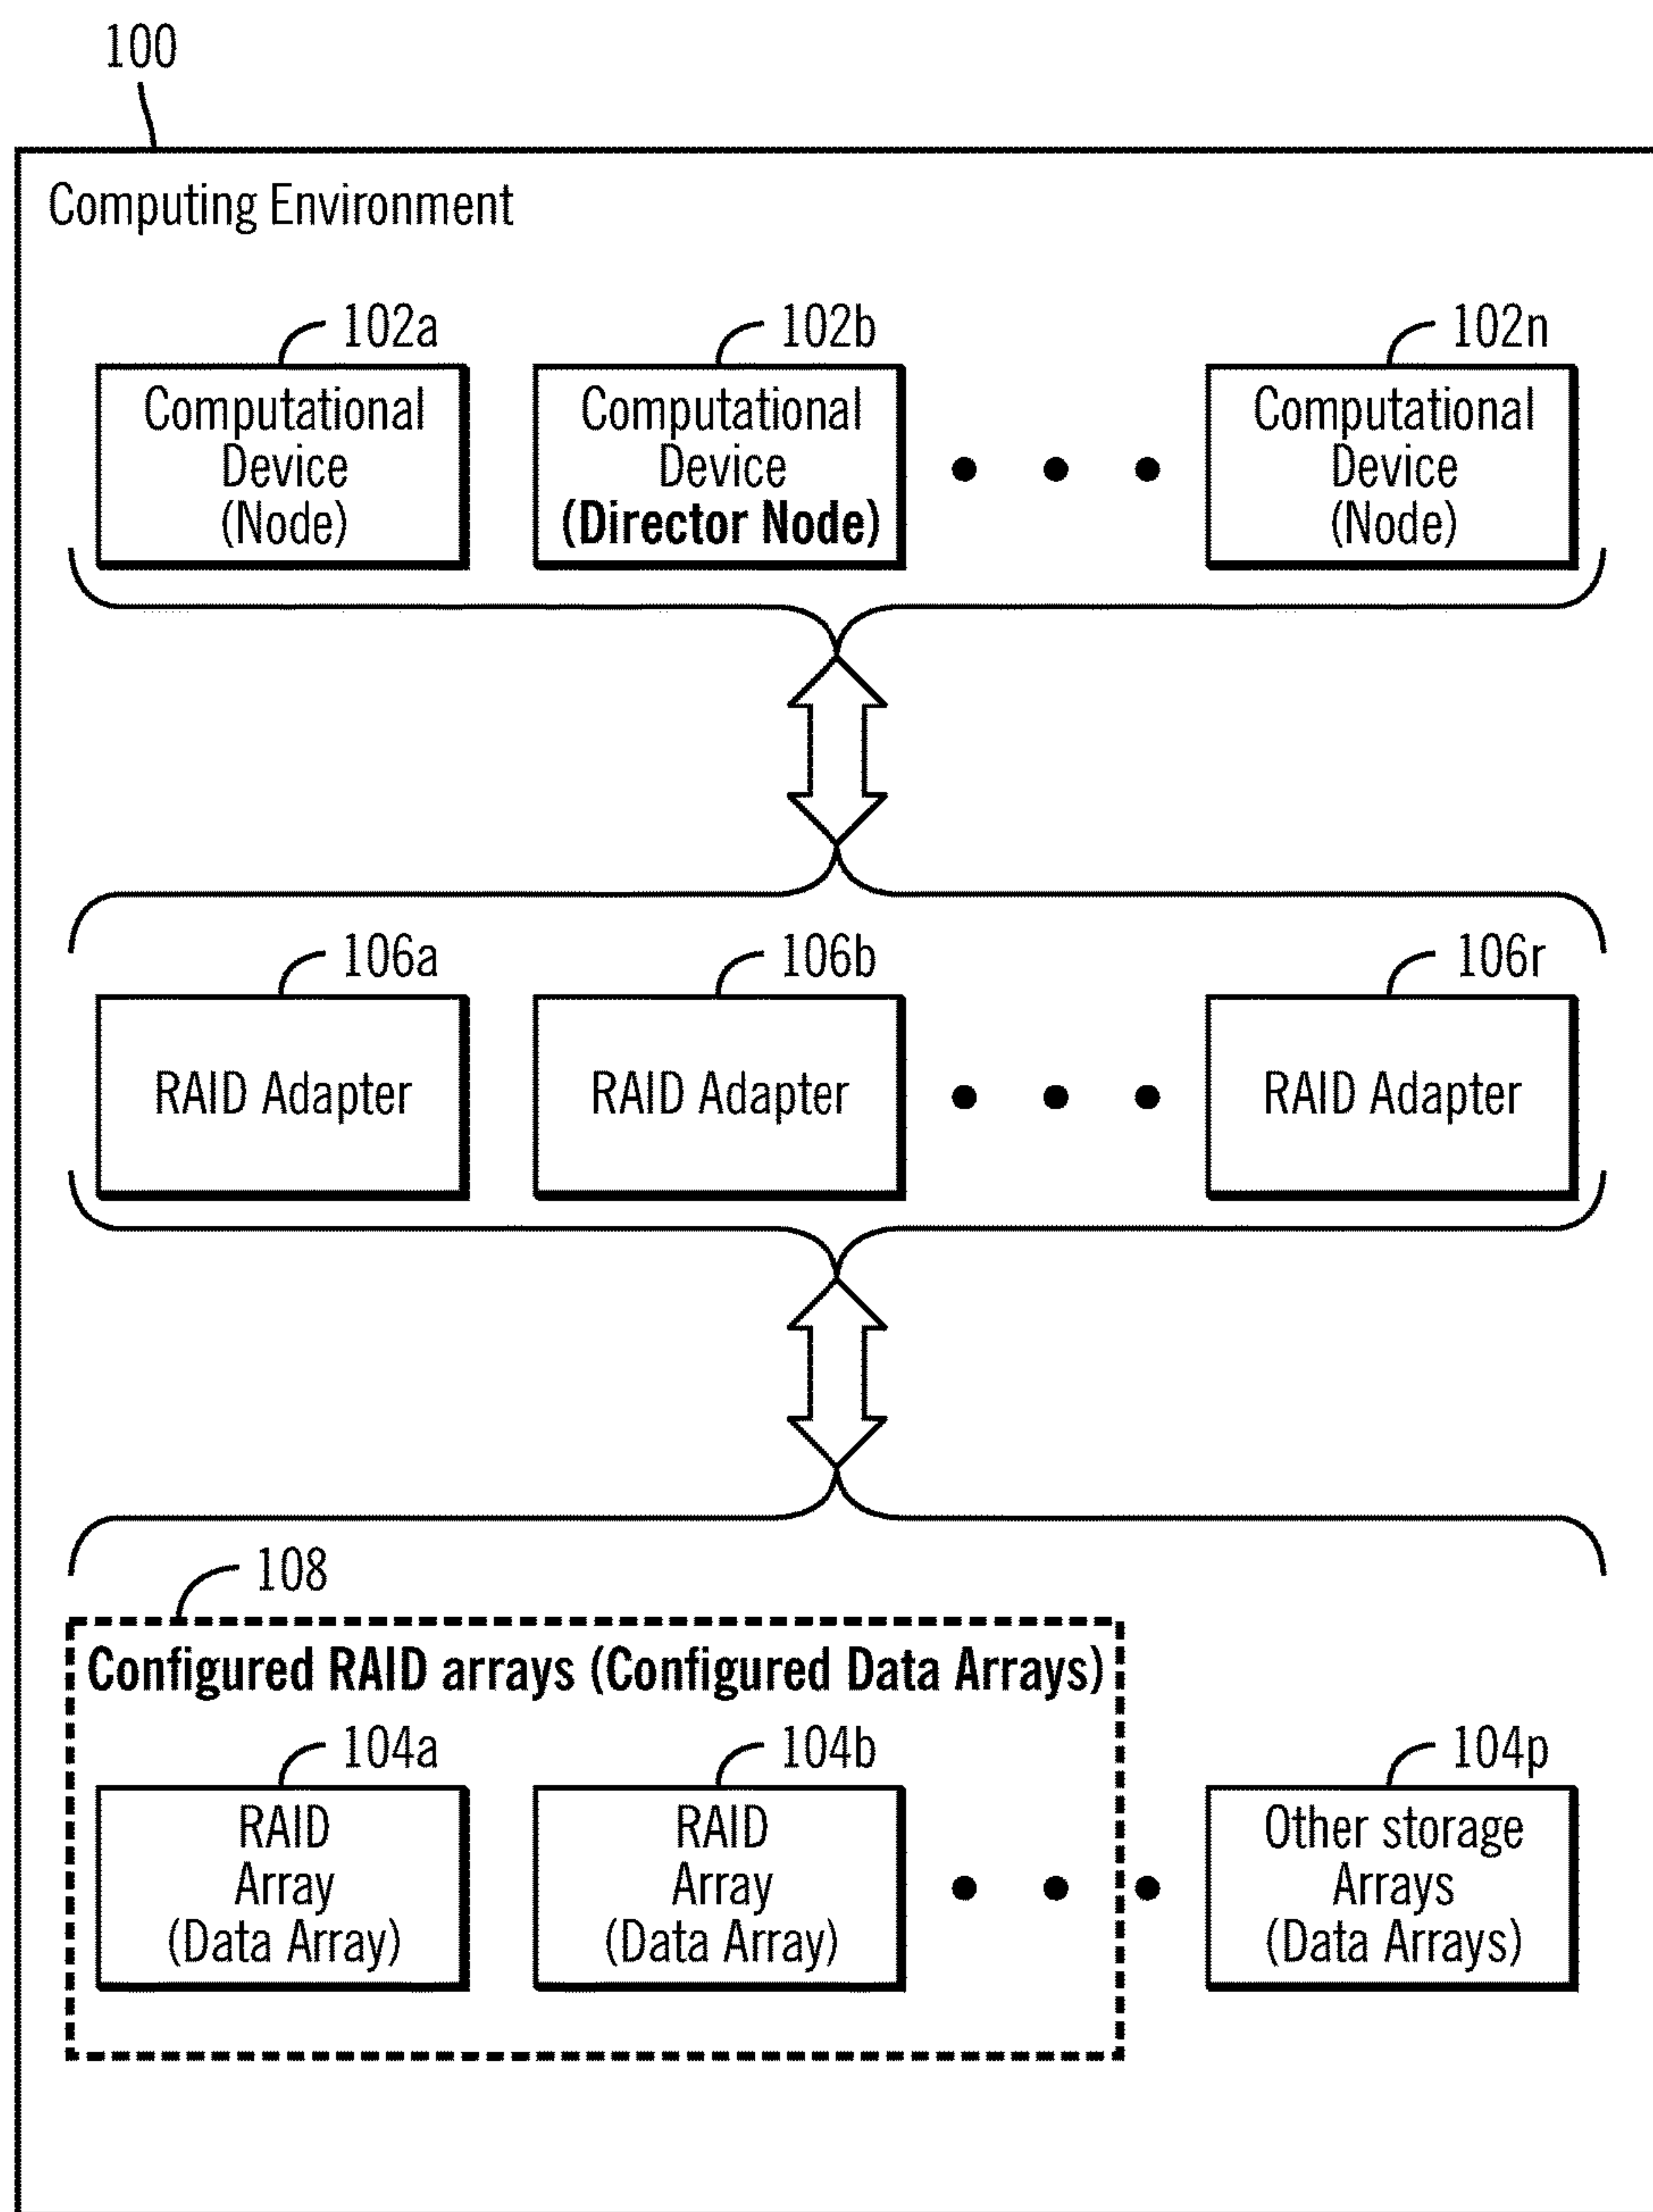 100
Computing Environment
102a
102b
102n
Computational
Device
(Node)
Computational
Device
(Director Node)
Computational
Device
(Node)
106a
106b
106r
RAID Adapter
RAID Adapter
RAID Adapter
108
Configured RAID arrays (Configured Data Arrays)
104a
104b
104p
RAID
Array
(Data Array)
RAID
Array
(Data Array)
Other storage
Arrays
(Data Arrays)